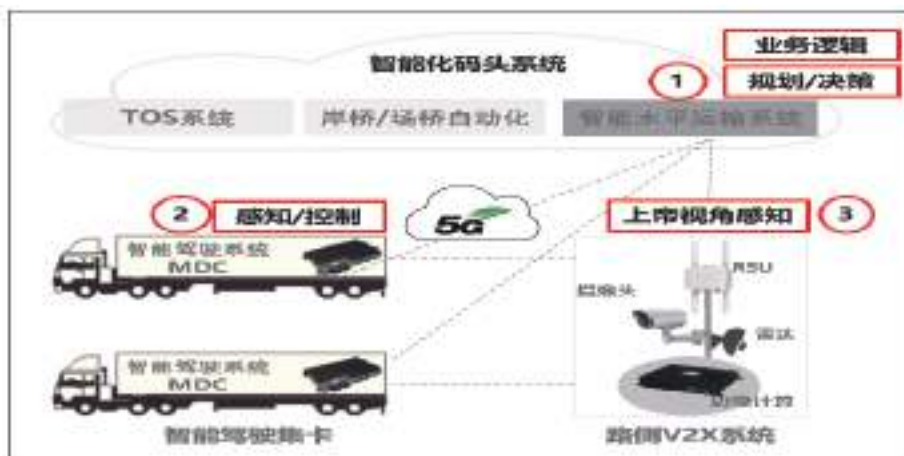 业务逻辑
智能化码头系统
① 规划/决策
TOS系统 岸桥/场桥自动化 智能水平运输系统
② 感知/控制 5G 上帝视角感知 ③
智能驾驶系统
MDC
RSU
摄像头
雷达
智能驾驶系统
MDC
边缘计算
智能驾驶集卡 路侧V2X系统